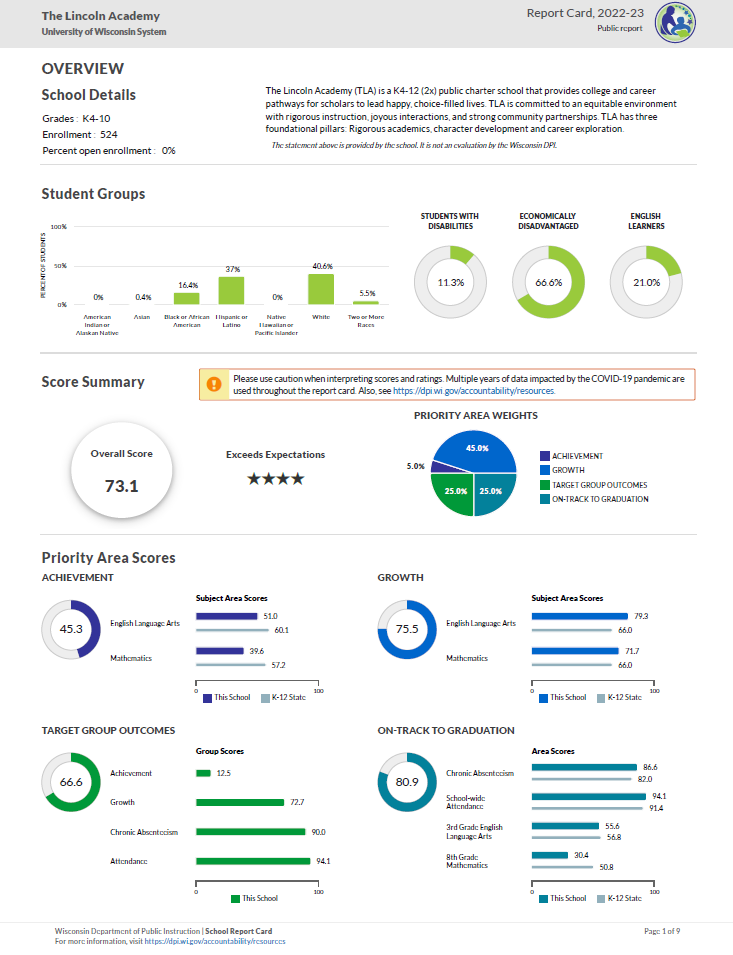 The Lincoln Academy
University of Wisconsin System
Report Card, 2022-23
Public report
OVERVIEW
School Details
Grades : K4-10
Enrollment : 524
Percent open enrollment : 0%
The Lincoln Academy (TLA) is a K4-12 (2x) public charter school that provides college and career
pathways for scholars to lead happy, choice-filled lives. TLA is committed to an equitable environment
with rigorous instruction, joyous interactions, and strong community partnerships. TLA has three
foundational pillars: Rigorous academics, character development and career exploration.
The statement above is provided by the school. It is not an evaluation by the Wisconsin DPI.
Student Groups
PERCENT OF STUDENTS
100%
50%
0%
0%
0.4%
16.4%
37%
0%
40.6%
5.5%
American
Indian or
Alaskan Native
Asian
Black or African
American
Hispanic or
Latino
Native
Hawaiian or
Pacific Islander
White
Two or More
Races
STUDENTS WITH
DISABILITIES
11.3%
ECONOMICALLY
DISADVANTAGED
66.6%
ENGLISH
LEARNERS
21.0%
Score Summary
Please use caution when interpreting scores and ratings. Multiple years of data impacted by the COVID-19 pandemic are
used throughout the report card. Also, see https://dpi.wi.gov/accountability/resources.
Overall Score
73.1
Exceeds Expectations
★★★★
PRIORITY AREA WEIGHTS
45.0%
5.0%
25.0%
25.0%
ACHIEVEMENT
GROWTH
TARGET GROUP OUTCOMES
ON-TRACK TO GRADUATION
Priority Area Scores
ACHIEVEMENT
45.3
Subject Area Scores
English Language Arts
51.0
60.1
Mathematics
39.6
57.2
0
100
This School
K-12 State
GROWTH
75.5
Subject Area Scores
English Language Arts
79.3
66.0
Mathematics
71.7
66.0
0
100
This School
K-12 State
TARGET GROUP OUTCOMES
66.6
Group Scores
Achievement
12.5
Growth
72.7
Chronic Absenteeism
90.0
Attendance
94.1
0
100
This School
ON-TRACK TO GRADUATION
80.9
Area Scores
Chronic Absenteeism
86.6
82.0
School-wide
Attendance
94.1
91.4
3rd Grade English
Language Arts
55.6
56.8
8th Grade
Mathematics
30.4
50.8
0
100
This School
K-12 State
Wisconsin Department of Public Instruction | School Report Card
For more information, visit https://dpi.wi.gov/accountability/resources
Page 1 of 9